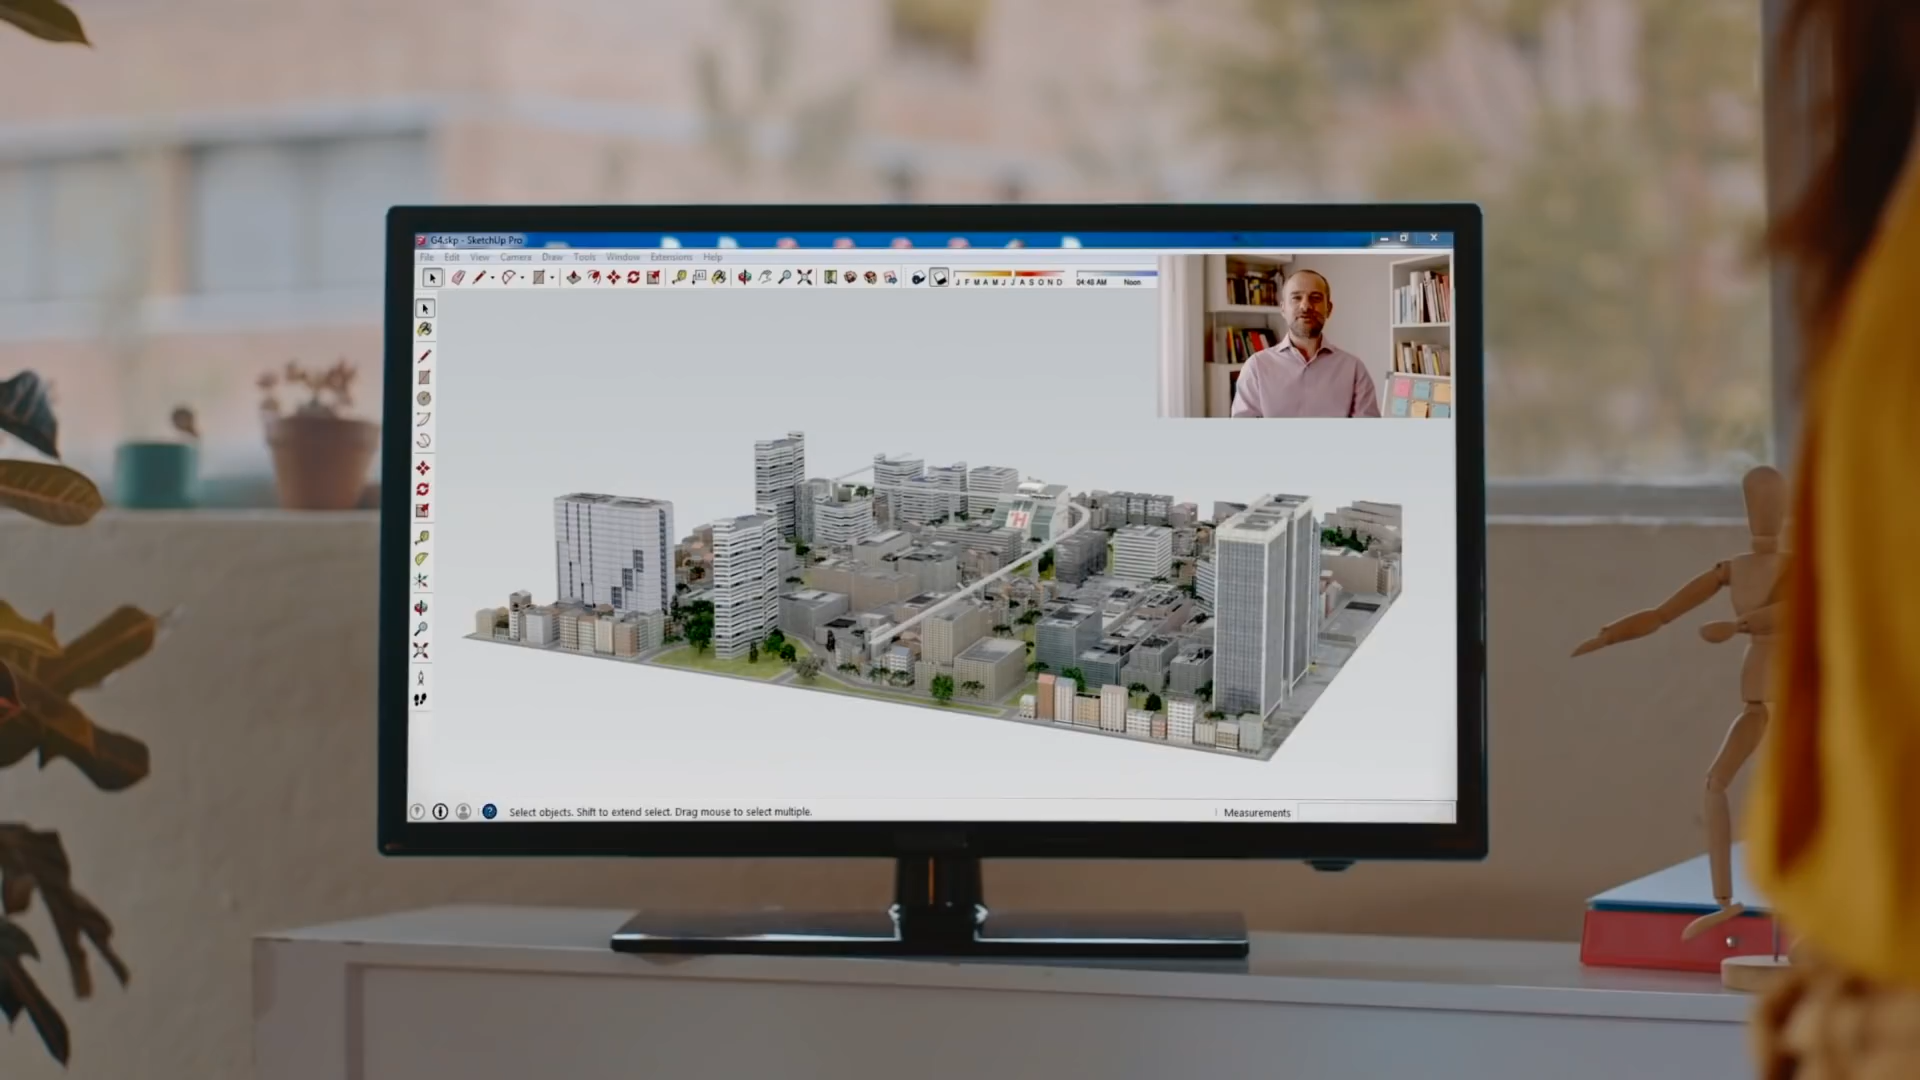 G4.skp - SketchUp Pro
File Edit View Camera Draw Tools Window Extensions Help
J F M A M J J A S O N D 04:48 AM Noon
H
Select objects. Shift to extend select. Drag mouse to select multiple.
Measurements